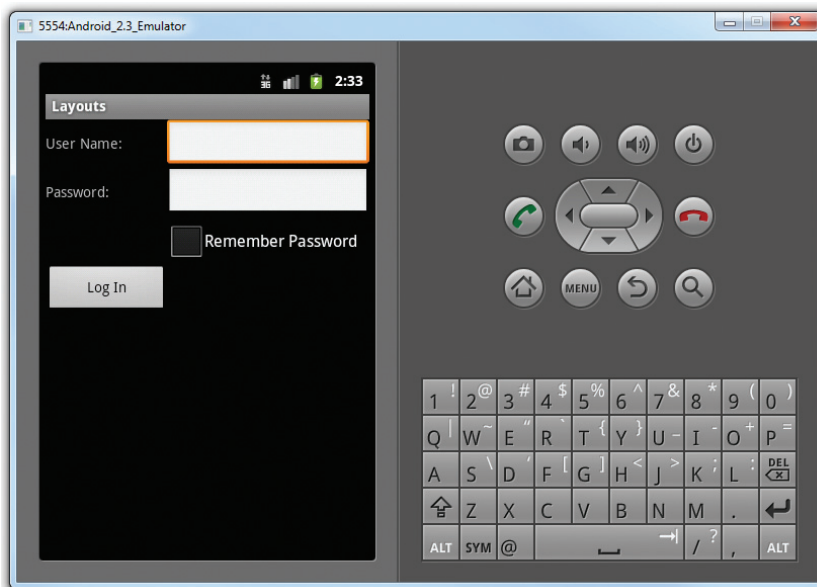 5554:Android_2.3_Emulator
3G 2:33
Layouts
User Name:
Password:
Remember Password
Log In
MENU
1 ! 2 @ 3 # 4 $ 5 % 6 ^ 7 & 8 * 9 ( 0 )
Q | W ~ E “ R ` T { Y } U _ I - O + P =
A S \ D ‘ F [ G ] H < J > K ; L : DEL
Z X C V B N M .
ALT SYM @ / ? , ALT